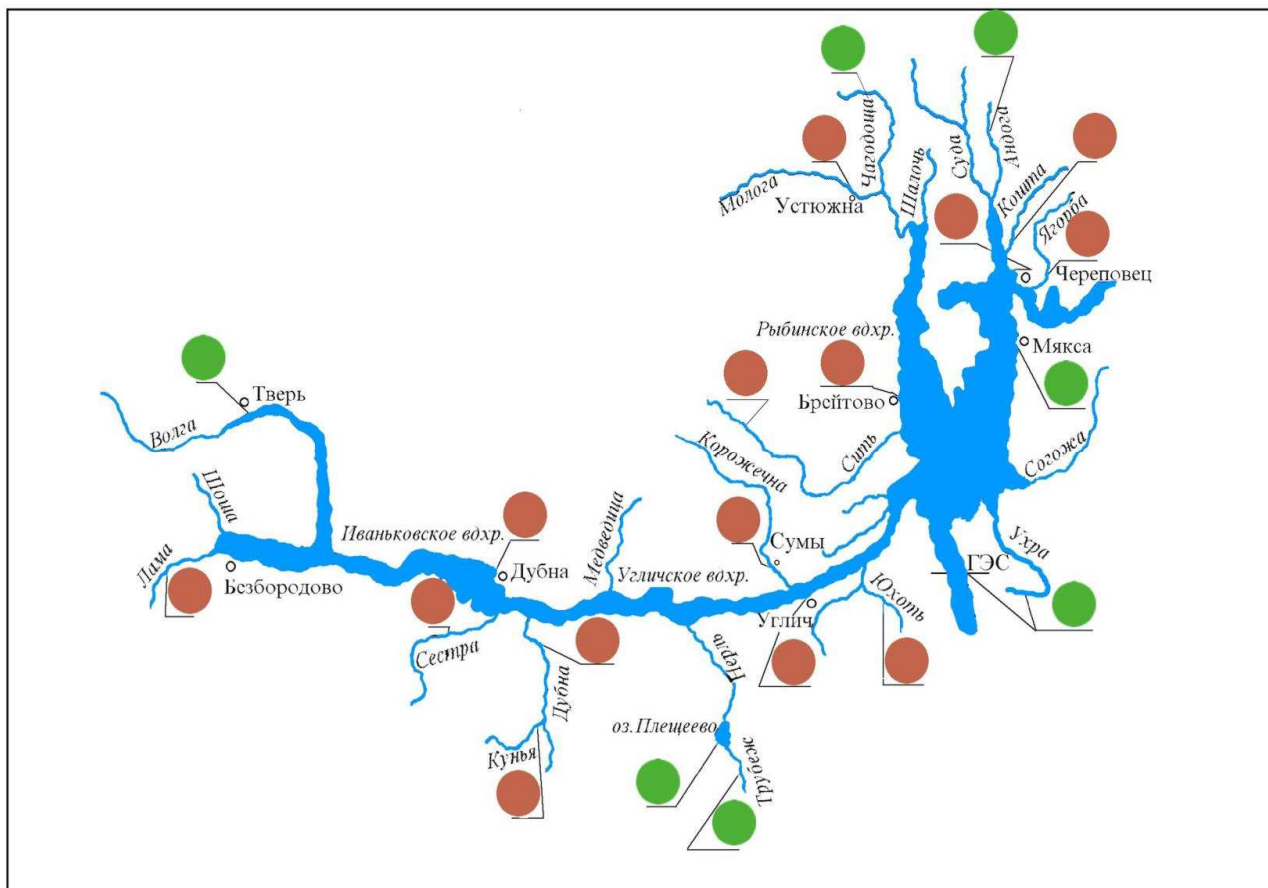 Чагодоща
Андога
Суда
Молога
Устюжна
Шалочь
Кошта
Ягорба
Череповец
Рыбинское вдхр.
Мякса
Тверь
Брейтово
Волга
Сить
Корожечна
Согожа
Шоша
Иваньковское вдхр.
Медведица
Сумы
Ухра
Лама
Безбородово
Дубна
Угличское вдхр.
ГЭС
Юхоть
Углич
Сестра
Дубна
Нерль
оз.Плещеево
Кунья
Трубеж